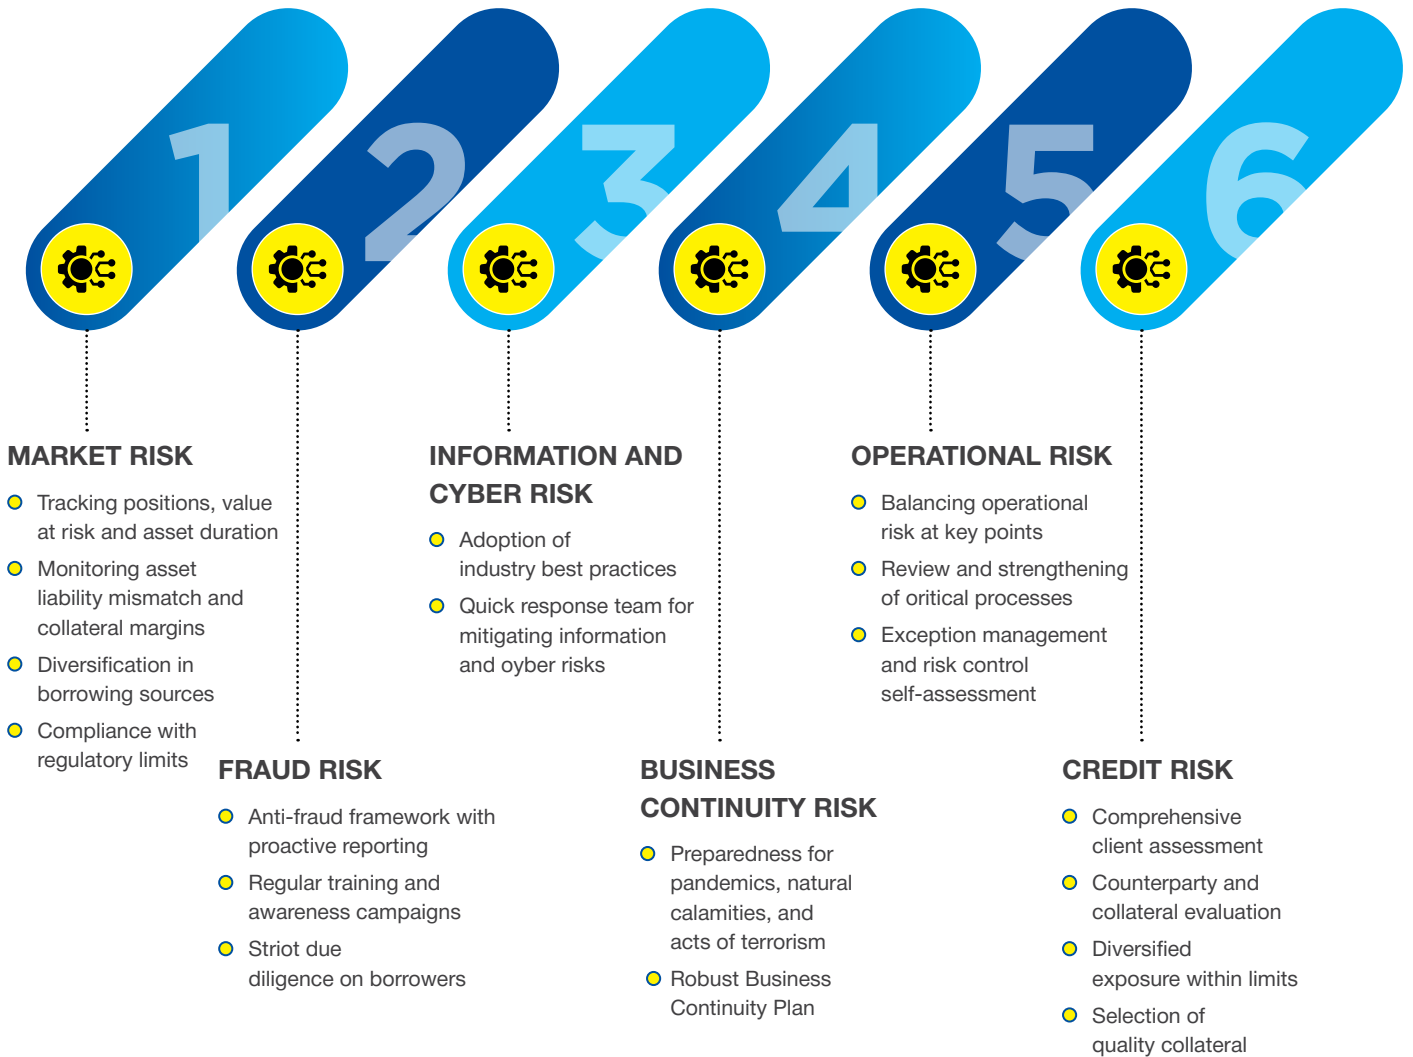 1
2
3
4
5
6
MARKET RISK
Tracking positions, value
at risk and asset duration
Monitoring asset
liability mismatch and
collateral margins
Diversification in
borrowing sources
Compliance with
regulatory limits
FRAUD RISK
Anti-fraud framework with
proactive reporting
Regular training and
awareness campaigns
Striot due
diligence on borrowers
INFORMATION AND
CYBER RISK
Adoption of
industry best practices
Quick response team for
mitigating information
and oyber risks
BUSINESS
CONTINUITY RISK
Preparedness for
pandemics, natural
calamities, and
acts of terrorism
Robust Business
Continuity Plan
OPERATIONAL RISK
Balancing operational
risk at key points
Review and strengthening
of oritical processes
Exception management
and risk control
self-assessment
CREDIT RISK
Comprehensive
client assessment
Counterparty and
collateral evaluation
Diversified
exposure within limits
Selection of
quality collateral